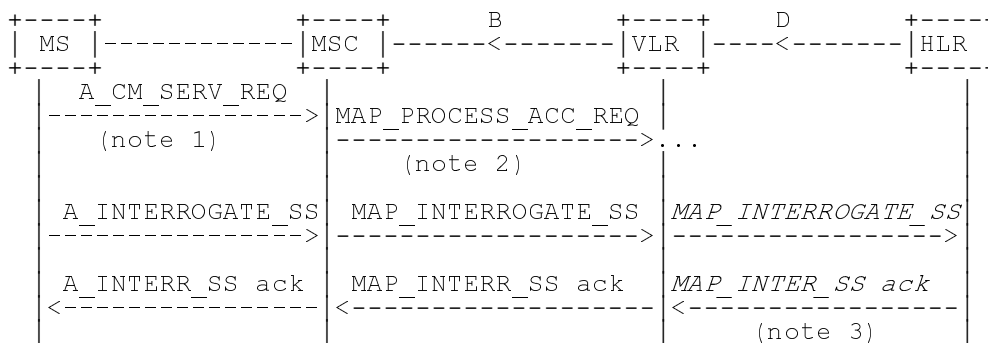 B D
MS MSC VLR HLR
A_CM_SERV_REQ
MAP_PROCESS_ACC_REQ
(note 1) ...
(note 2)
A_INTERROGATE_SS MAP_INTERROGATE_SS MAP_INTERROGATE_SS
A_INTERR_SS ack MAP_INTERR_SS ack MAP_INTER_SS ack
(note 3)